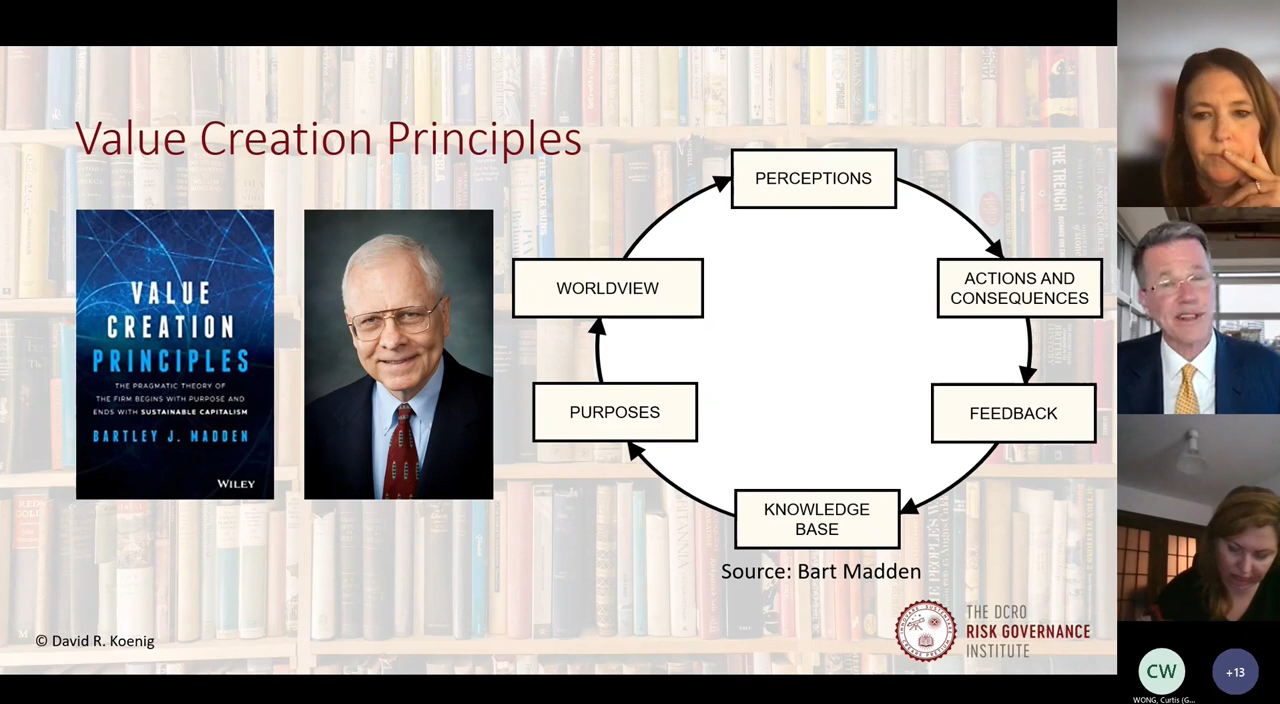 Value Creation Principles
VALUE
CREATION
PRINCIPLES
THE PRAGMATIC THEORY OF
THE FIRM BEGINS WITH PURPOSE AND
ENDS WITH SUSTAINABLE CAPITALISM
BARTLEY J. MADDEN
WILEY
PERCEPTIONS
ACTIONS AND
CONSEQUENCES
FEEDBACK
KNOWLEDGE
BASE
PURPOSES
WORLDVIEW
Source: Bart Madden
© David R. Koenig
THE DCRO
RISK GOVERNANCE
INSTITUTE
CW
WONG, Curtis (G...
+13